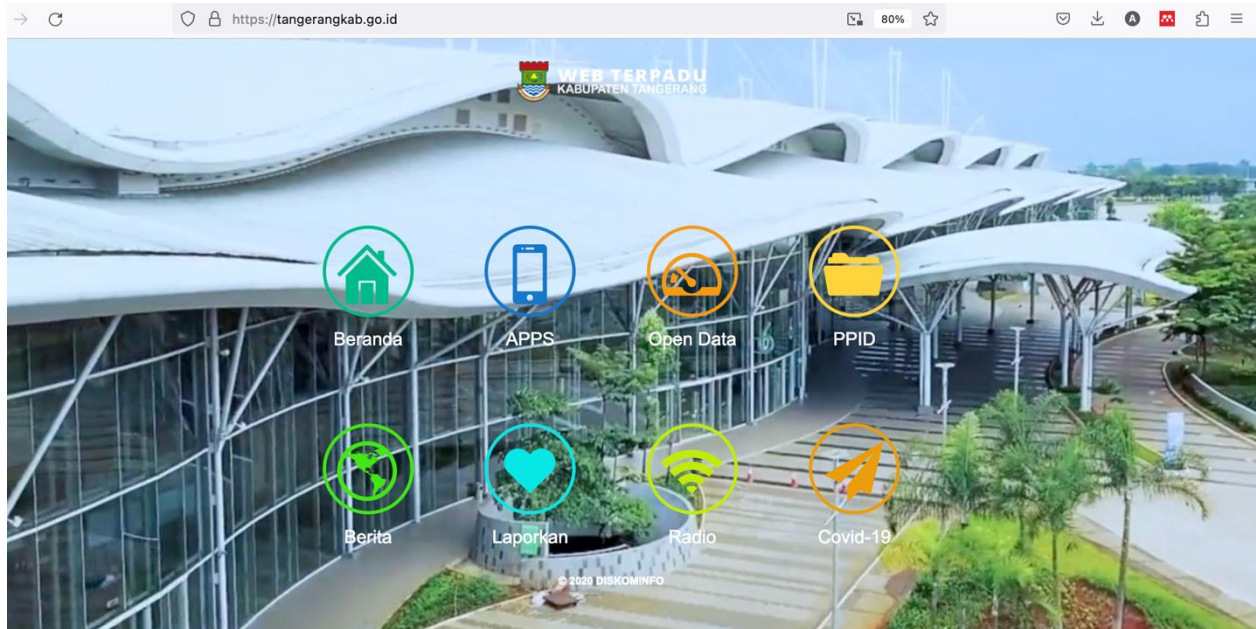 https://tangerangkab.go.id
80%
A
WEB TERPADU
KABUPATEN TANGERANG
Beranda
APPS
Open Data
PPID
Berita
Laporkan
Radio
Covid-19
© 2020 DISKOMINFO